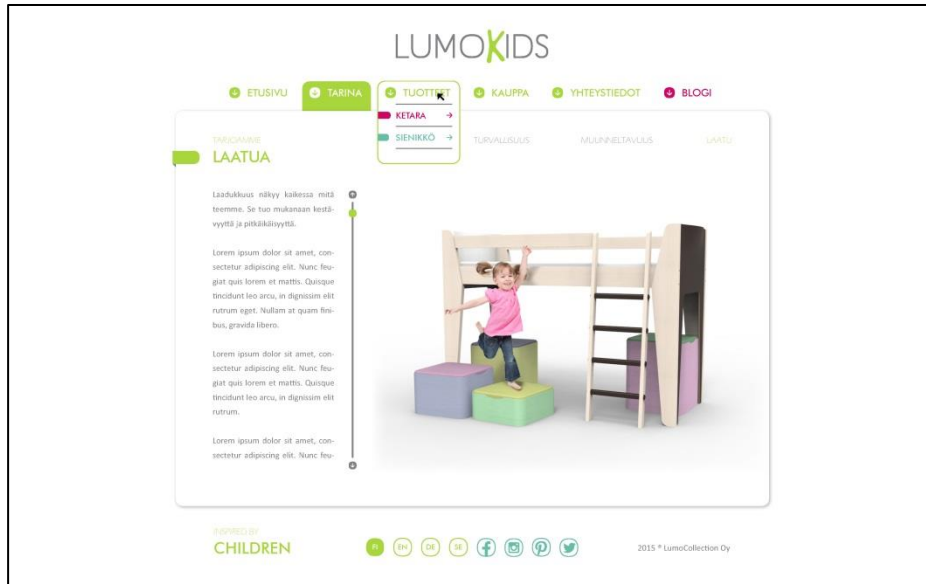 LUMOKIDS
ETUSIVU TARINA TUOTTEET KAUPPA YHTEYSTIEDOT BLOGI
KETARA
SIENIKKÖ
TARJOAMME
LAATUA
TURVALLISUUS MUUNNELTAVUUS LAATU
Laadukkuus näkyy kaikessa mitä
teemme. Se tuo mukanaan kestä-
vyyttä ja pitkäikäisyyttä.
Lorem ipsum dolor sit amet, con-
sectetur adipiscing elit. Nunc feu-
giat quis lorem et mattis. Quisque
tincidunt leo arcu, in dignissim elit
rutrum eget. Nullam at quam fini-
bus, gravida libero.
Lorem ipsum dolor sit amet, con-
sectetur adipiscing elit. Nunc feu-
giat quis lorem et mattis. Quisque
tincidunt leo arcu, in dignissim elit
rutrum.
Lorem ipsum dolor sit amet, con-
sectetur adipiscing elit. Nunc feu-
INSPIRED BY
CHILDREN
FI EN DE SE
2015 © LumoCollection Oy